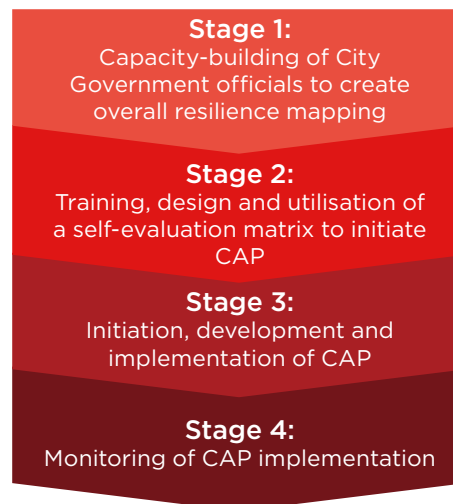 Stage 1:
Capacity-building of City
Government officials to create
overall resilience mapping
Stage 2:
Training, design and utilisation of
a self-evaluation matrix to initiate
CAP
Stage 3:
Initiation, development and
implementation of CAP
Stage 4:
Monitoring of CAP implementation